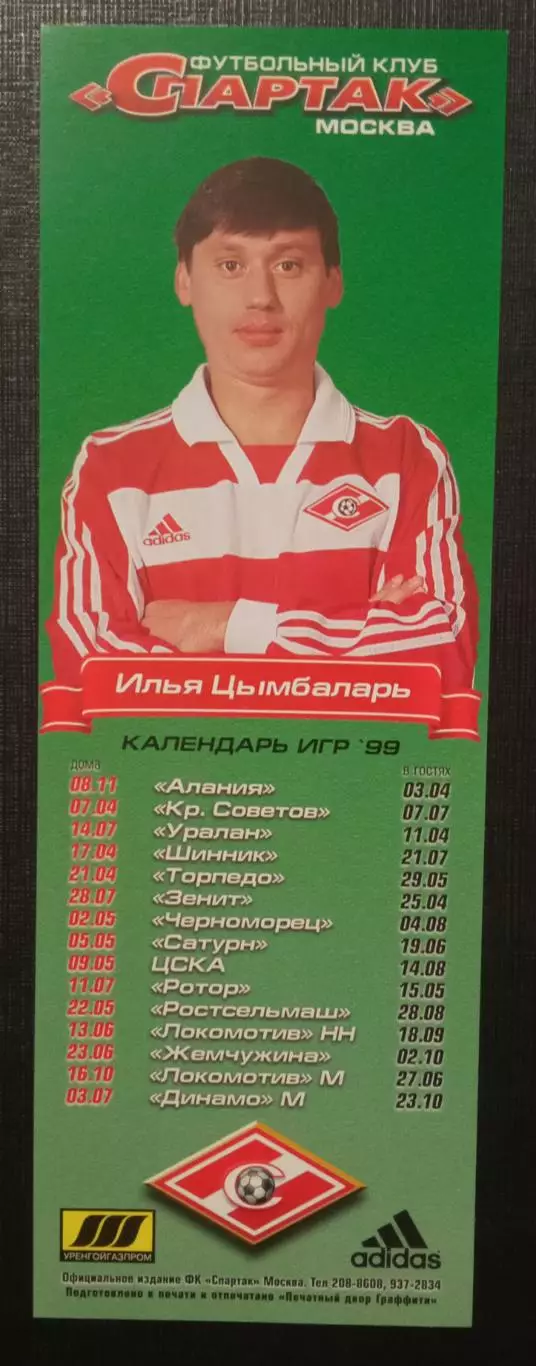 ФУТБОЛЬНЫЙ КЛУБ
«СПАРТАК»
МОСКВА
adidas
Илья Цымбаларь
КАЛЕНДАРЬ ИГР `99
дома в гостях
08.11 «Алания» 03.04
07.04 «Кр. Советов» 07.07
14.07 «Уралан» 11.04
17.04 «Шинник» 21.07
21.04 «Торпедо» 29.05
28.07 «Зенит» 25.04
02.05 «Черноморец» 04.08
05.05 «Сатурн» 19.06
09.05 ЦСКА 14.08
11.07 «Ротор» 15.05
22.05 «Ростсельмаш» 28.08
13.06 «Локомотив» НН 18.09
23.06 «Жемчужина» 02.10
16.10 «Локомотив» М 27.06
03.07 «Динамо» М 23.10
УРЕНГОЙГАЗПРОМ
adidas
Официальное издание ФК «Спартак» Москва. Тел 208-8608, 937-2834
Подготовлено к печати и отпечатано «Печатный двор Граффити»